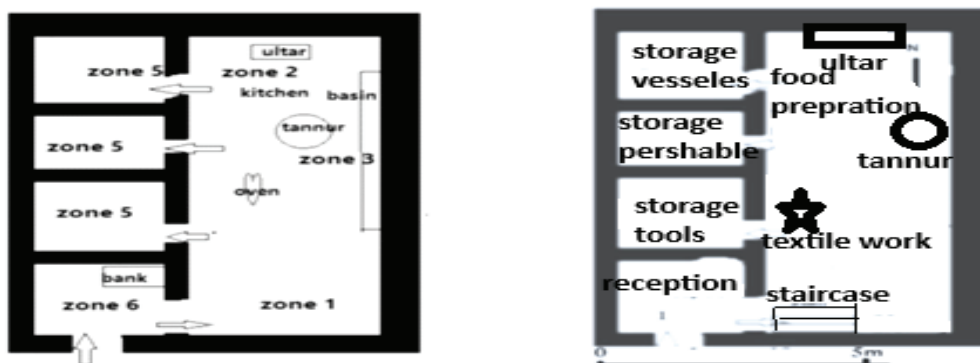 ultar
zone 5
zone 2
kitchen
basin
tannur
zone 5
zone 3
oven
zone 5
bank
zone 6
zone 1
storage
vesseles
ultar
N
food
prepration
storage
pershable
tannur
storage
tools
textile work
reception
staircase
0
5m